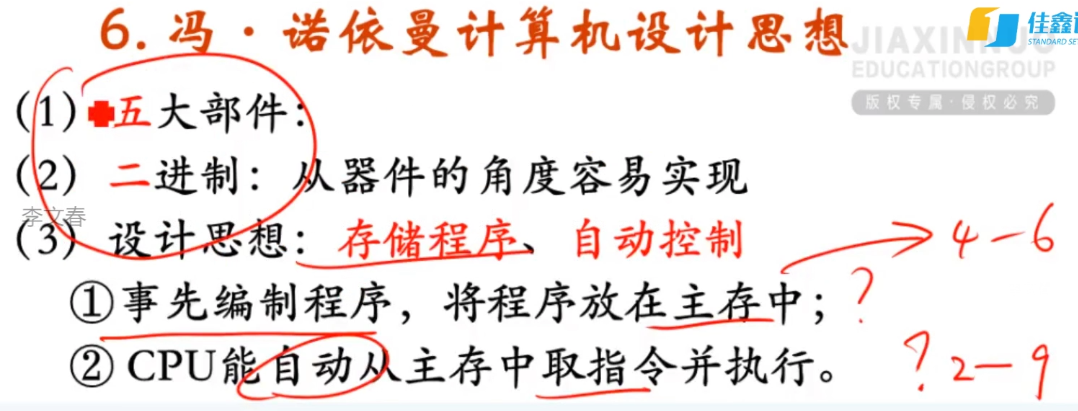 6. 冯·诺依曼计算机设计思想
佳鑫
STANDARD SE
JIAXINNUO
EDUCATIONGROUP
版权专属·侵权必究
(1) 五大部件：
(2) 二进制：从器件的角度容易实现
李文春
(3) 设计思想：存储程序、自动控制
4-6
①事先编制程序，将程序放在主存中；?
②CPU能自动从主存中取指令并执行。 ? 2-9